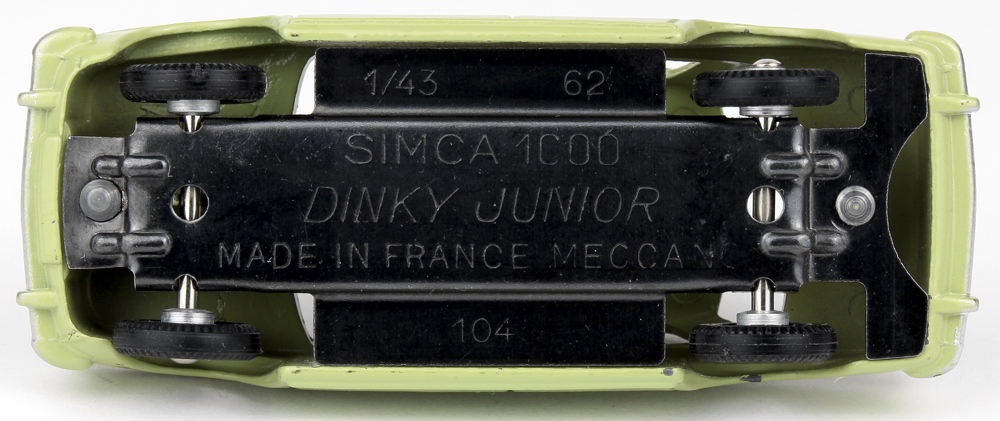 1/43 62
SIMCA 1000
DINKY JUNIOR
MADE IN FRANCE MECCANO
104